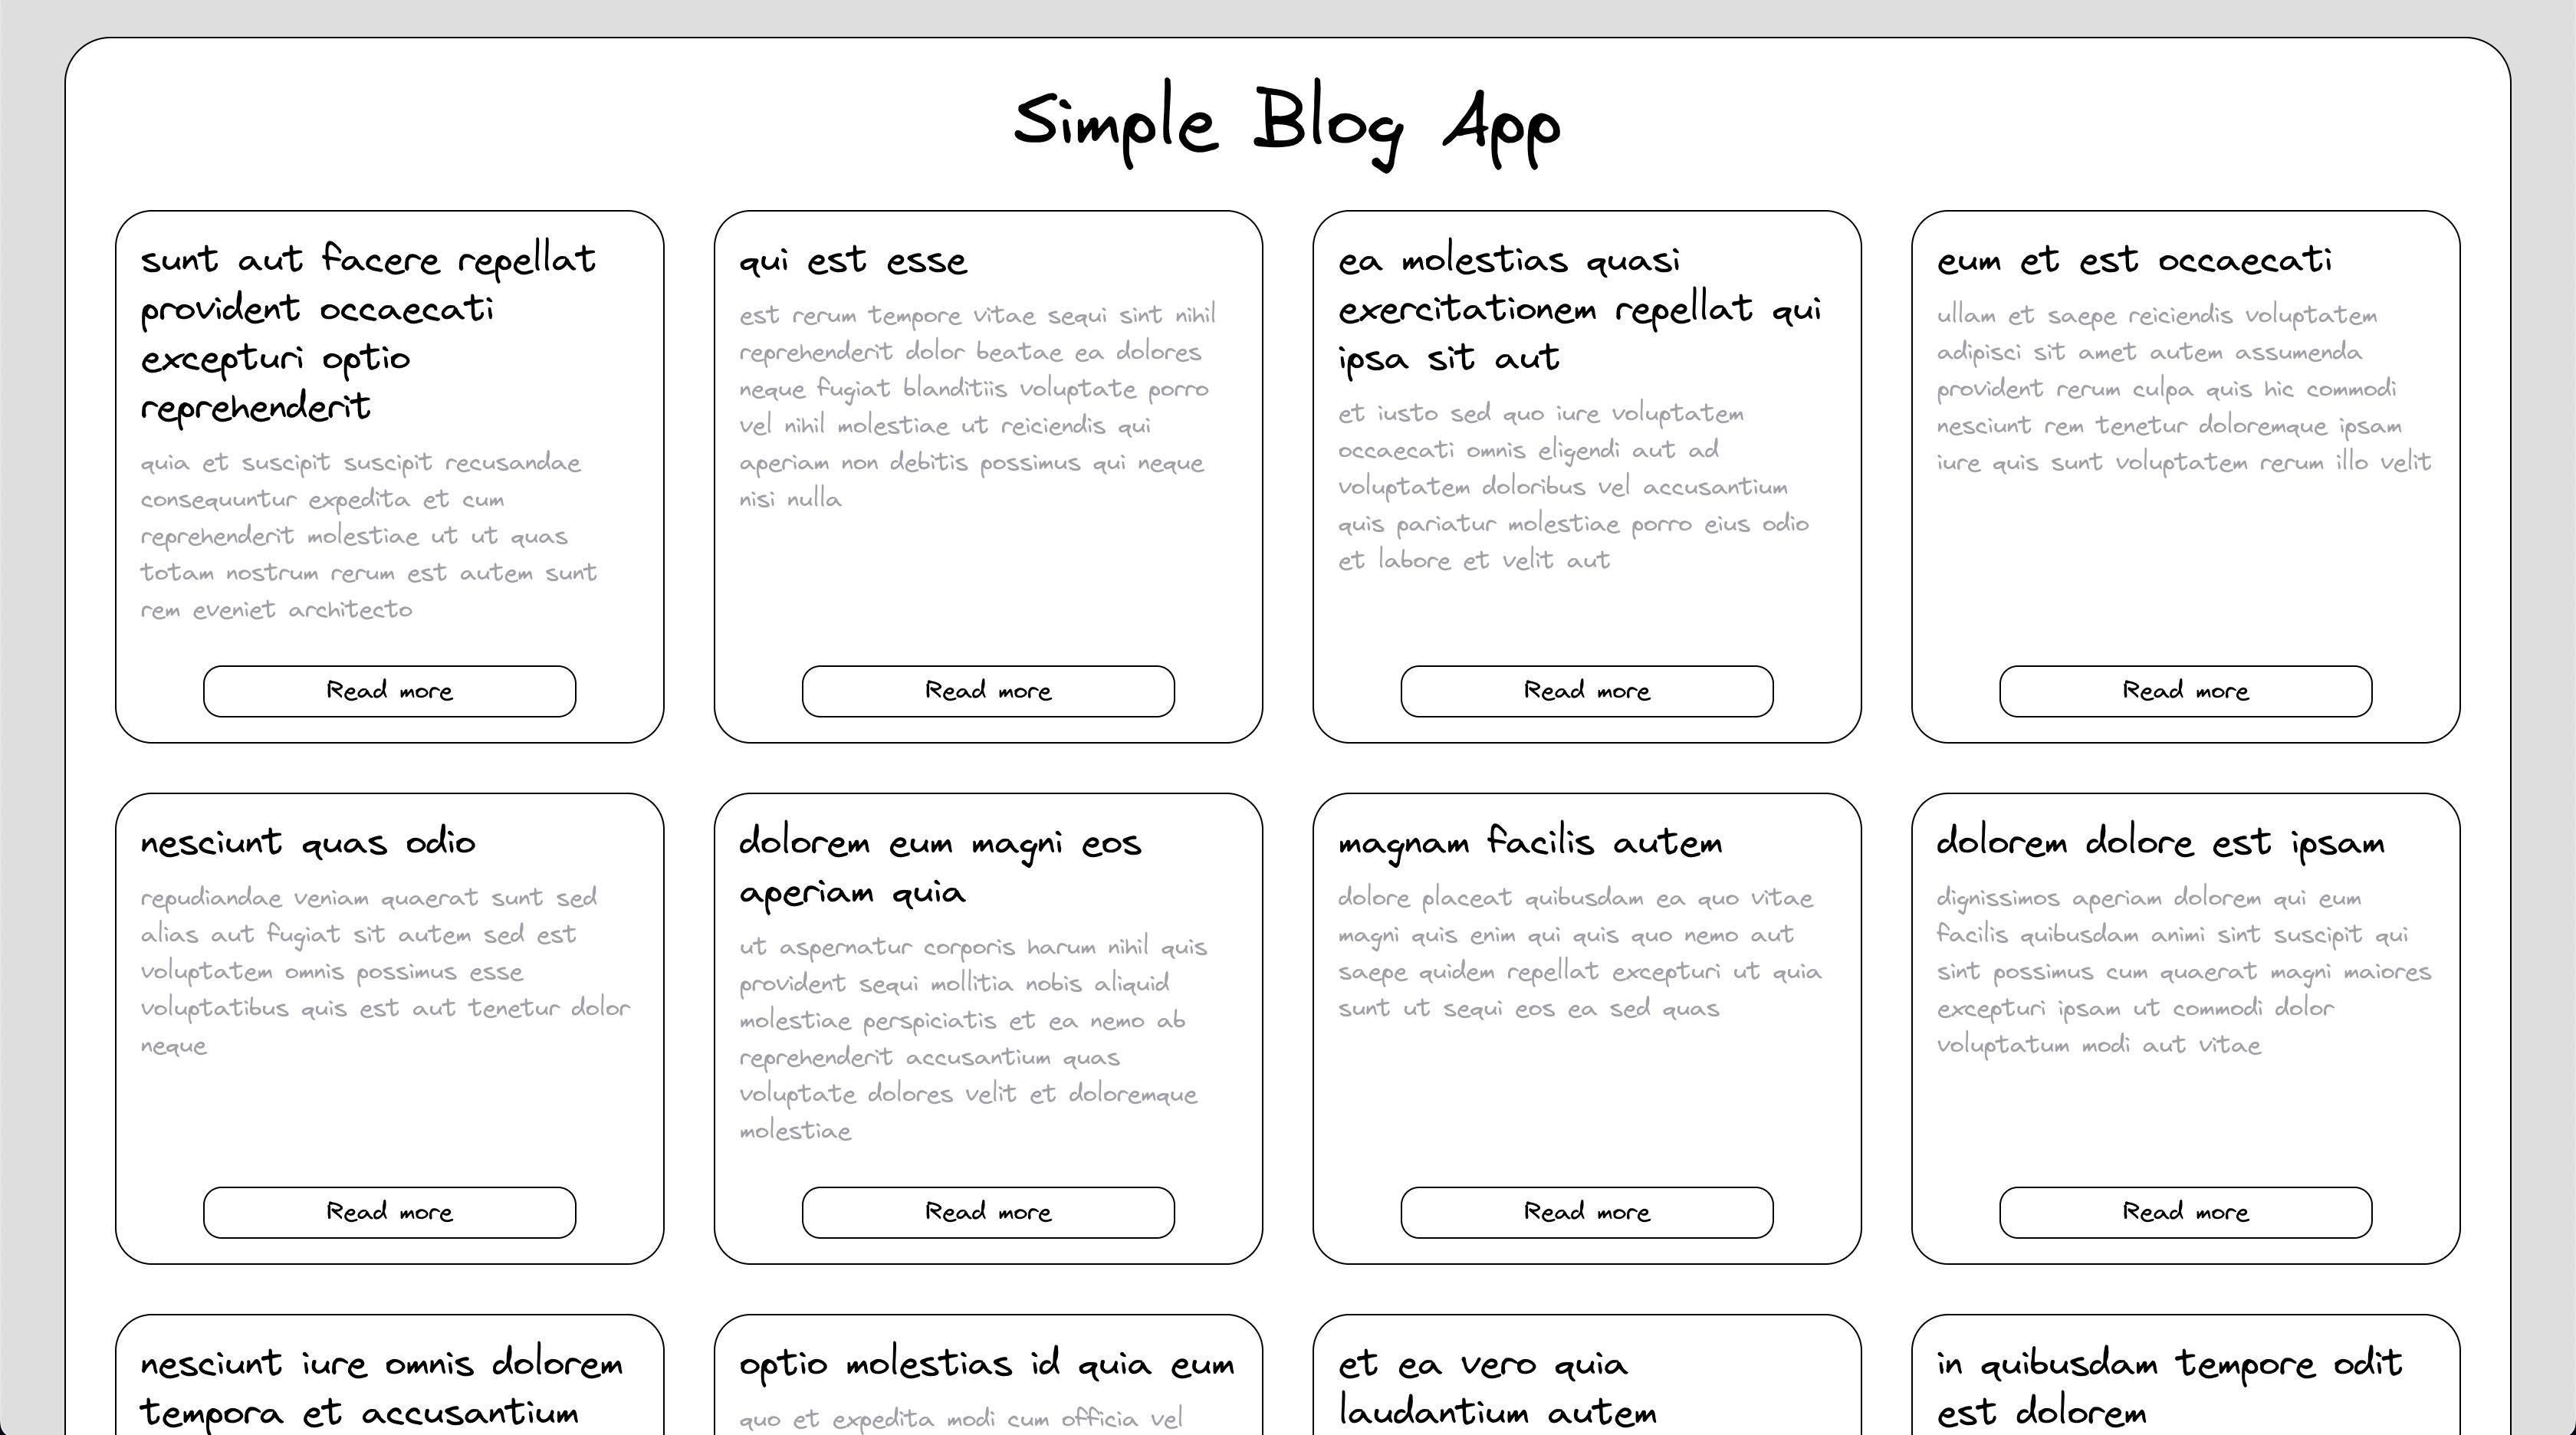 Simple Blog App
sunt aut facere repellat
provident occaecati
excepturi optio
reprehenderit
quia et suscipit suscipit recusandae
consequuntur expedita et cum
reprehenderit molestiae ut ut quas
totam nostrum rerum est autem sunt
rem eveniet architecto
Read more
qui est esse
est rerum tempore vitae sequi sint nihil
reprehenderit dolor beatae ea dolores
neque fugiat blanditiis voluptate porro
vel nihil molestiae ut reiciendis qui
aperiam non debitis possimus qui neque
nisi nulla
Read more
ea molestias quasi
exercitationem repellat qui
ipsa sit aut
et iusto sed quo iure voluptatem
occaecati omnis eligendi aut ad
voluptatem doloribus vel accusantium
quis pariatur molestiae porro eius odio
et labore et velit aut
Read more
eum et est occaecati
ullam et saepe reiciendis voluptatem
adipisci sit amet autem assumenda
provident rerum culpa quis hic commodi
nesciunt rem tenetur doloremque ipsam
iure quis sunt voluptatem rerum illo velit
Read more
nesciunt quas odio
repudiandae veniam quaerat sunt sed
alias aut fugiat sit autem sed est
voluptatem omnis possimus esse
voluptatibus quis est aut tenetur dolor
neque
Read more
dolorem eum magni eos
aperiam quia
ut aspernatur corporis harum nihil quis
provident sequi mollitia nobis aliquid
molestiae perspiciatis et ea nemo ab
reprehenderit accusantium quas
voluptate dolores velit et doloremque
molestiae
Read more
magnam facilis autem
dolore placeat quibusdam ea quo vitae
magni quis enim qui quis quo nemo aut
saepe quidem repellat excepturi ut quia
sunt ut sequi eos ea sed quas
Read more
dolorem dolore est ipsam
dignissimos aperiam dolorem qui eum
facilis quibusdam animi sint suscipit qui
sint possimus cum quaerat magni maiores
excepturi ipsam ut commodi dolor
voluptatum modi aut vitae
Read more
nesciunt iure omnis dolorem
tempora et accusantium
optio molestias id quia eum
quo et expedita modi cum officia vel
et ea vero quia
laudantium autem
in quibusdam tempore odit
est dolorem